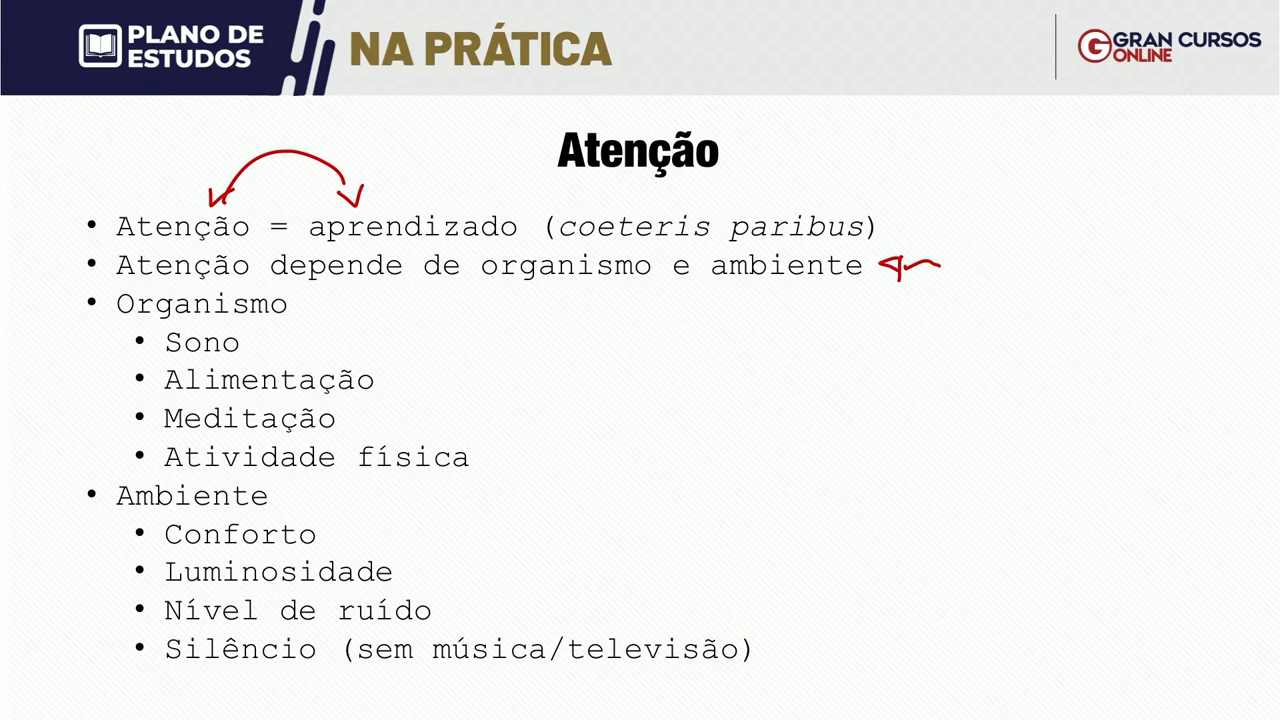 PLANO DE
ESTUDOS
NA PRÁTICA
GRAN CURSOS
ONLINE
Atenção
• Atenção = aprendizado (coeteris paribus)
• Atenção depende de organismo e ambiente
• Organismo
• Sono
• Alimentação
• Meditação
• Atividade física
• Ambiente
• Conforto
• Luminosidade
• Nível de ruído
• Silêncio (sem música/televisão)